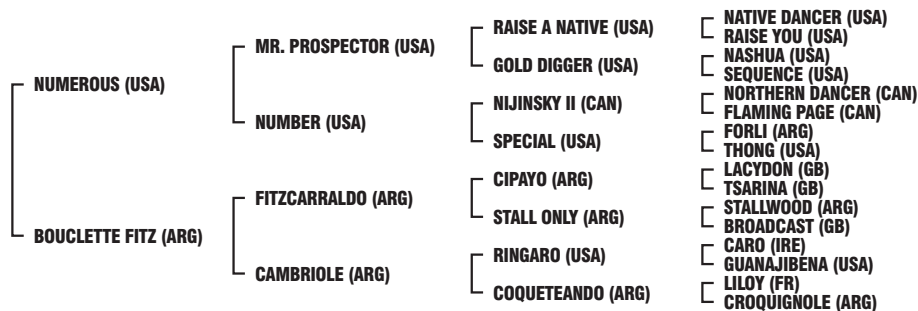 NATIVE DANCER (USA)
RAISE A NATIVE (USA)
RAISE YOU (USA)
MR. PROSPECTOR (USA)
NASHUA (USA)
GOLD DIGGER (USA)
SEQUENCE (USA)
NUMEROUS (USA)
NORTHERN DANCER (CAN)
NIJINSKY II (CAN)
FLAMING PAGE (CAN)
NUMBER (USA)
FORLI (ARG)
SPECIAL (USA)
THONG (USA)
LACYDON (GB)
CIPAYO (ARG)
TSARINA (GB)
FITZCARRALDO (ARG)
STALLWOOD (ARG)
STALL ONLY (ARG)
BROADCAST (GB)
BOUCLETTE FITZ (ARG)
CARO (IRE)
RINGARO (USA)
GUANAJIBENA (USA)
CAMBRIOLE (ARG)
LILOY (FR)
COQUETEANDO (ARG)
CROQUIGNOLE (ARG)